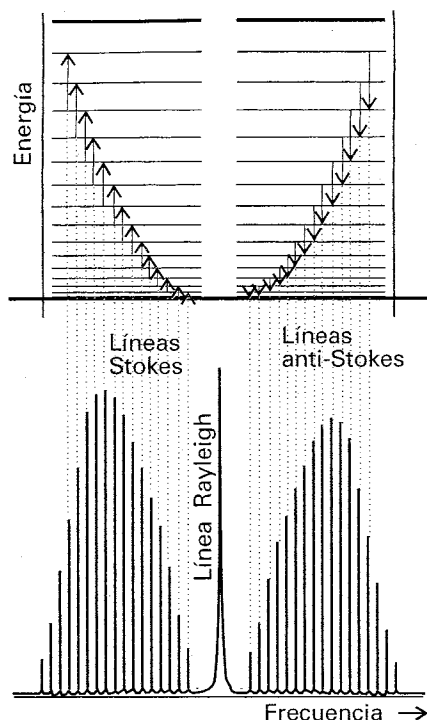 Energía
Líneas
Stokes
Líneas
anti-Stokes
Línea Rayleigh
Frecuencia